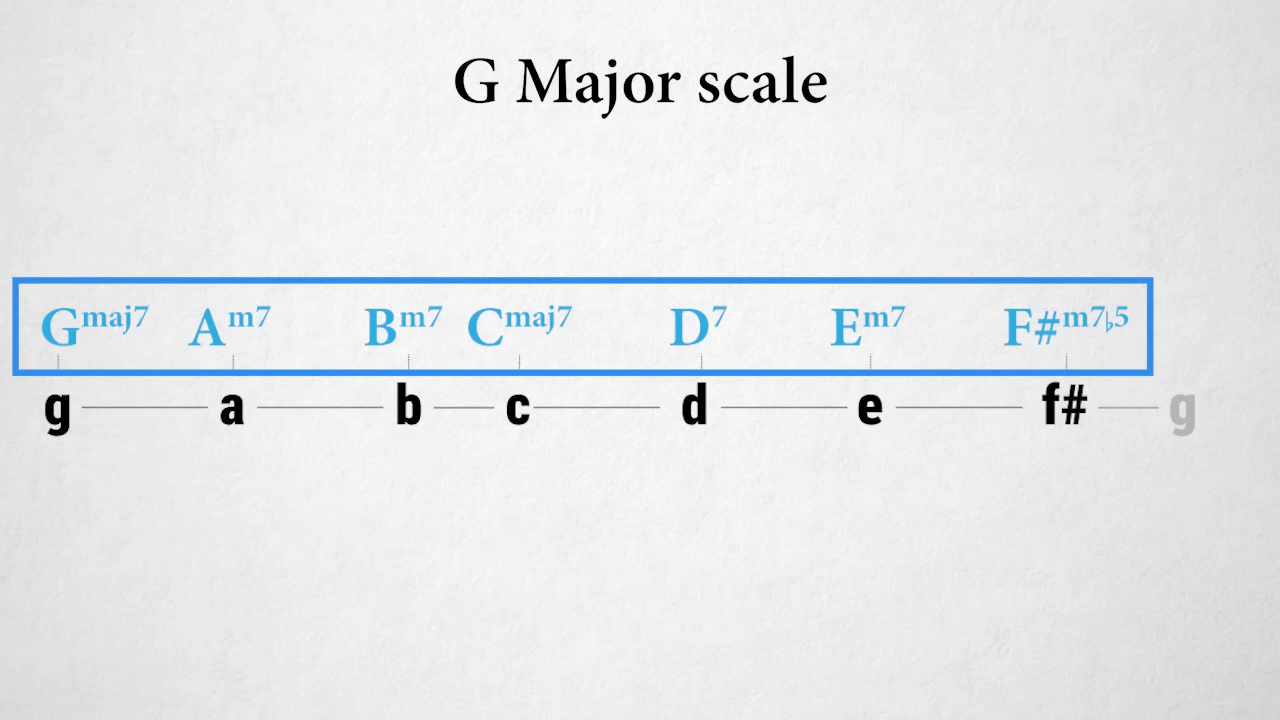 G Major scale
Gmaj7 Am7 Bm7 Cmaj7 D7 Em7 F#m7♭5
g a b c d e f# g